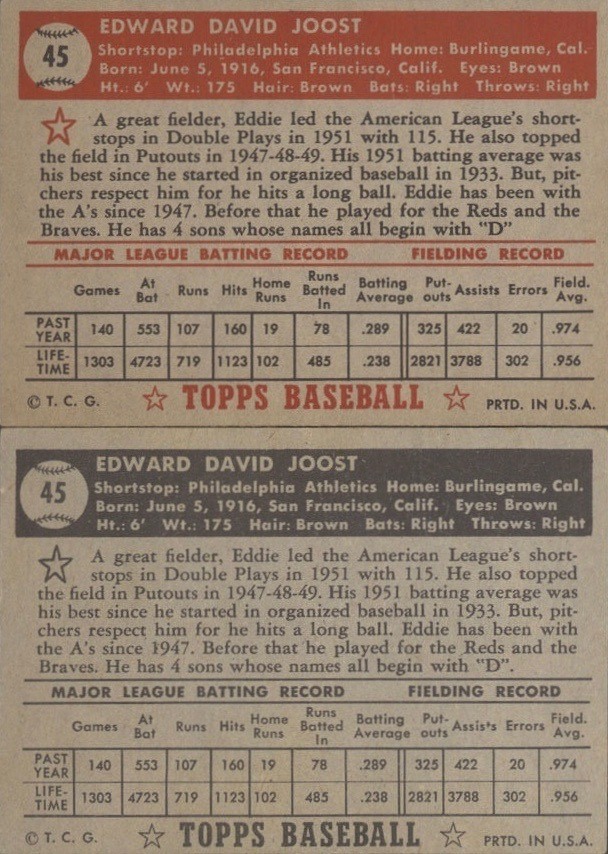 45
EDWARD DAVID JOOST
Shortstop: Philadelphia Athletics Home: Burlingame, Cal.
Born: June 5, 1916, San Francisco, Calif. Eyes: Brown
Ht.: 6' Wt.: 175 Hair: Brown Bats: Right Throws: Right
A great fielder, Eddie led the American League's short-
stops in Double Plays in 1951 with 115. He also topped
the field in Putouts in 1947-48-49. His 1951 batting average was
his best since he started in organized baseball in 1933. But, pit-
chers respect him for he hits a long ball. Eddie has been with
the A's since 1947. Before that he played for the Reds and the
Braves. He has 4 sons whose names all begin with "D"
MAJOR LEAGUE BATTING RECORD FIELDING RECORD
Games At Bat Runs Hits Home Runs Runs Batted In Batting Average Put-outs Assists Errors Field. Avg.
PAST YEAR 140 553 107 160 19 78 .289 325 422 20 .974
LIFE-TIME 1303 4723 719 1123 102 485 .238 2821 3788 302 .956
© T. C. G. TOPPS BASEBALL PRTD. IN U.S.A.
45
EDWARD DAVID JOOST
Shortstop: Philadelphia Athletics Home: Burlingame, Cal.
Born: June 5, 1916, San Francisco, Calif. Eyes: Brown
Ht.: 6' Wt.: 175 Hair: Brown Bats: Right Throws: Right
A great fielder, Eddie led the American League's short-
stops in Double Plays in 1951 with 115. He also topped
the field in Putouts in 1947-48-49. His 1951 batting average was
his best since he started in organized baseball in 1933. But, pit-
chers respect him for he hits a long ball. Eddie has been with
the A's since 1947. Before that he played for the Reds and the
Braves. He has 4 sons whose names all begin with "D".
MAJOR LEAGUE BATTING RECORD FIELDING RECORD
Games At Bat Runs Hits Home Runs Runs Batted In Batting Average Put-outs Assists Errors Field. Avg.
PAST YEAR 140 553 107 160 19 78 .289 325 422 20 .974
LIFE-TIME 1303 4723 719 1123 102 485 .238 2821 3788 302 .956
© T. C. G. TOPPS BASEBALL PRTD. IN U.S.A.